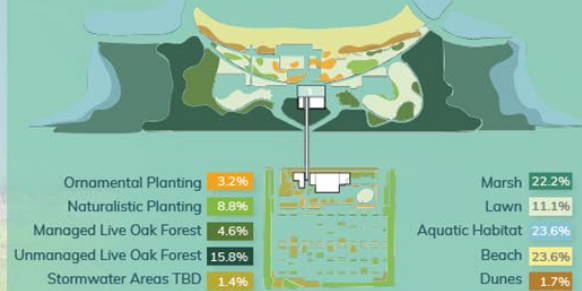 Ornamental Planting 3.2%
Naturalistic Planting 8.8%
Managed Live Oak Forest 4.6%
Unmanaged Live Oak Forest 15.8%
Stormwater Areas TBD 1.4%
Marsh 22.2%
Lawn 11.1%
Aquatic Habitat 23.6%
Beach 23.6%
Dunes 1.7%